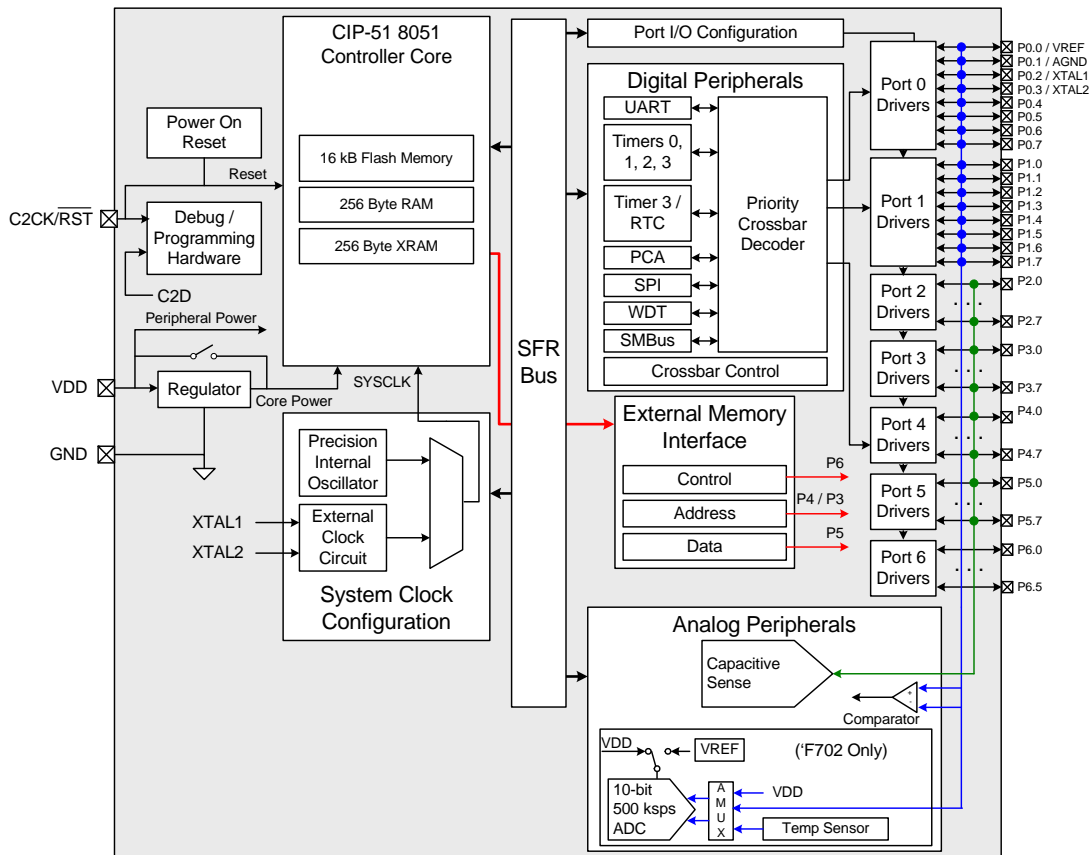 CIP-51 8051
Controller Core
16 kB Flash Memory
256 Byte RAM
256 Byte XRAM
Power On
Reset
Reset
C2CK/RST
Debug /
Programming
Hardware
C2D
Peripheral Power
VDD
Regulator
Core Power
GND
SYSCLK
Precision
Internal
Oscillator
XTAL1
XTAL2
External
Clock
Circuit
System Clock
Configuration
SFR
Bus
Port I/O Configuration
Digital Peripherals
UART
Timers 0,
1, 2, 3
Timer 3 /
RTC
PCA
SPI
WDT
SMBus
Priority
Crossbar
Decoder
Crossbar Control
External Memory
Interface
Control
Address
Data
P6
P4 / P3
P5
Port 0
Drivers
Port 1
Drivers
Port 2
Drivers
Port 3
Drivers
Port 4
Drivers
Port 5
Drivers
Port 6
Drivers
P0.0 / VREF
P0.1 / AGND
P0.2 / XTAL1
P0.3 / XTAL2
P0.4
P0.5
P0.6
P0.7
P1.0
P1.1
P1.2
P1.3
P1.4
P1.5
P1.6
P1.7
P2.0
. . .
P2.7
P3.0
. . .
P3.7
P4.0
. . .
P4.7
P5.0
. . .
P5.7
P6.0
. . .
P6.5
Analog Peripherals
Capacitive
Sense
+
-
Comparator
VDD
VREF
('F702 Only)
10-bit
500 ksps
ADC
A
M
U
X
VDD
Temp Sensor